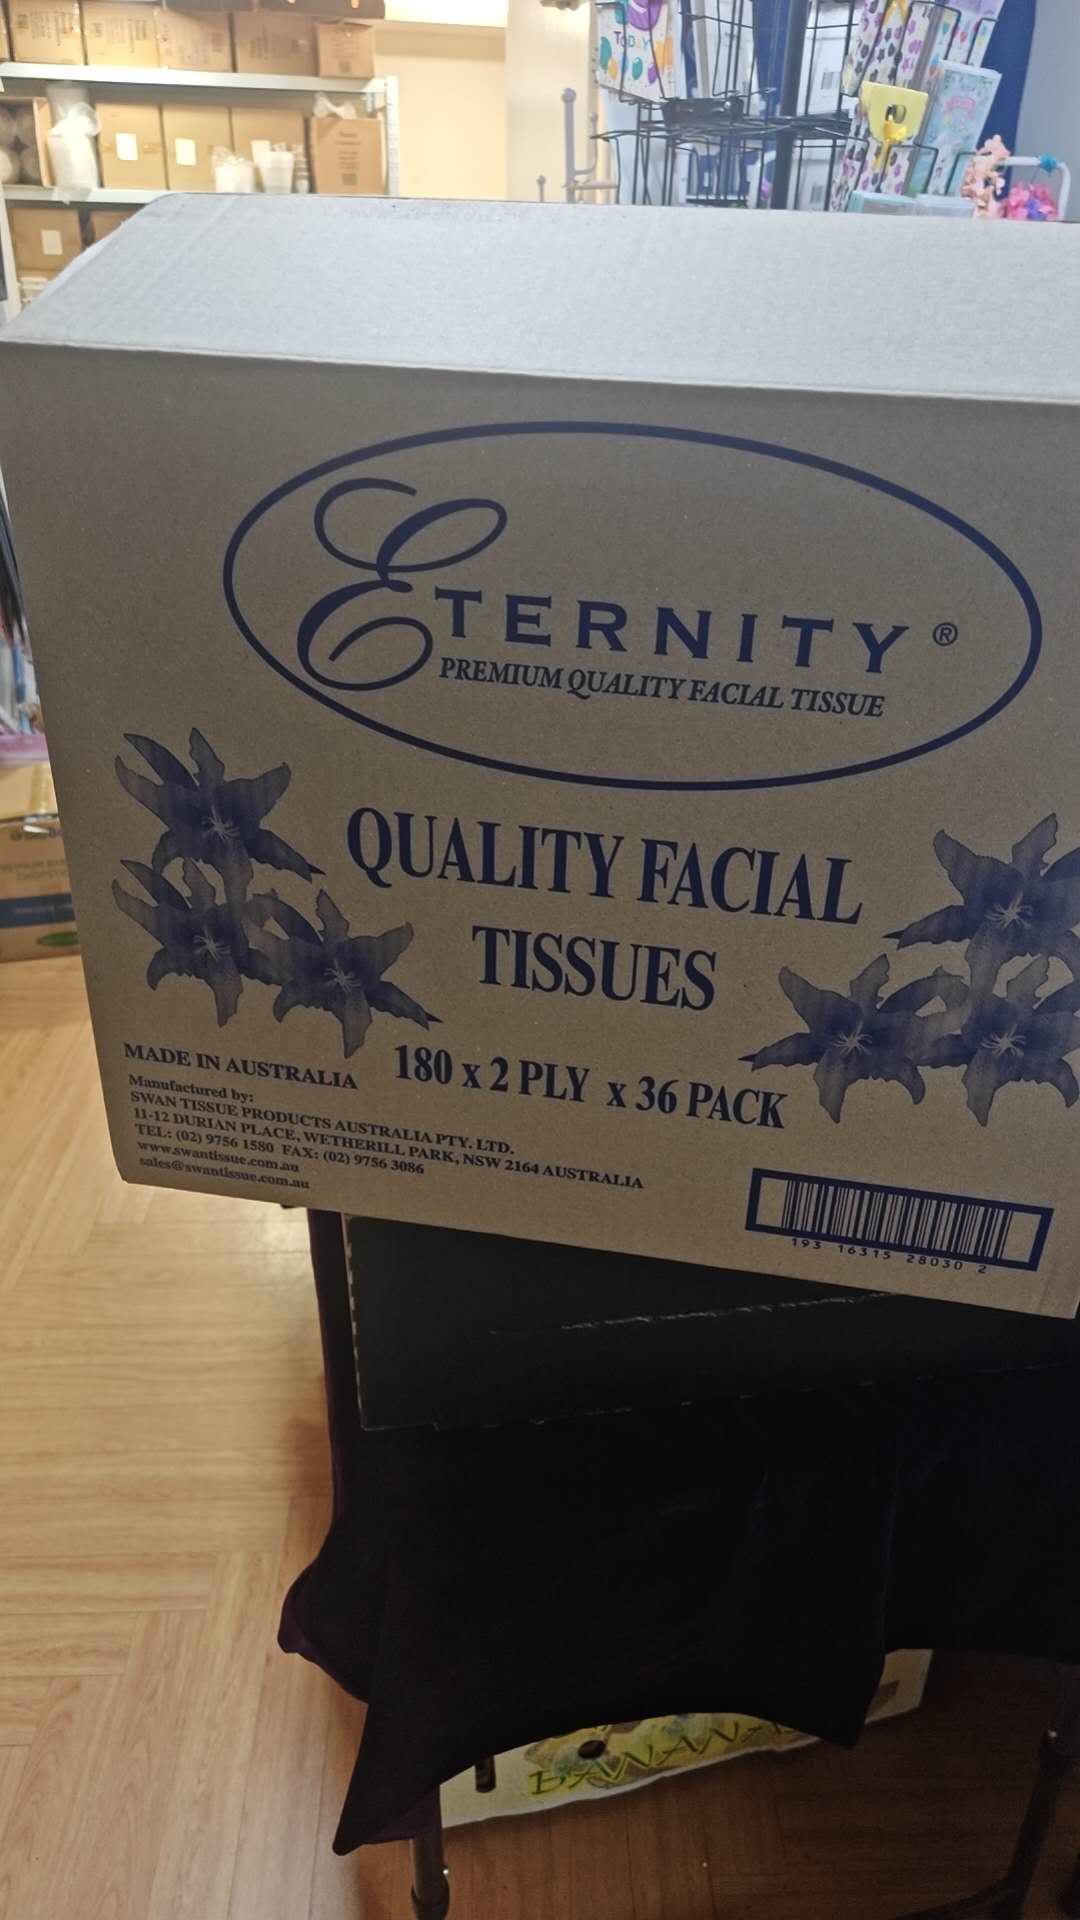 TODAY
ETERNITY®
PREMIUM QUALITY FACIAL TISSUE
QUALITY FACIAL
TISSUES
180 x 2 PLY x 36 PACK
MADE IN AUSTRALIA
Manufactured by:
SWAN TISSUE PRODUCTS AUSTRALIA PTY. LTD.
11-12 DURIAN PLACE, WETHERILL PARK, NSW 2164 AUSTRALIA
TEL: (02) 9756 1580 FAX: (02) 9756 3086
www.swantissue.com.au
sales@swantissue.com.au
193 16315 28030 2